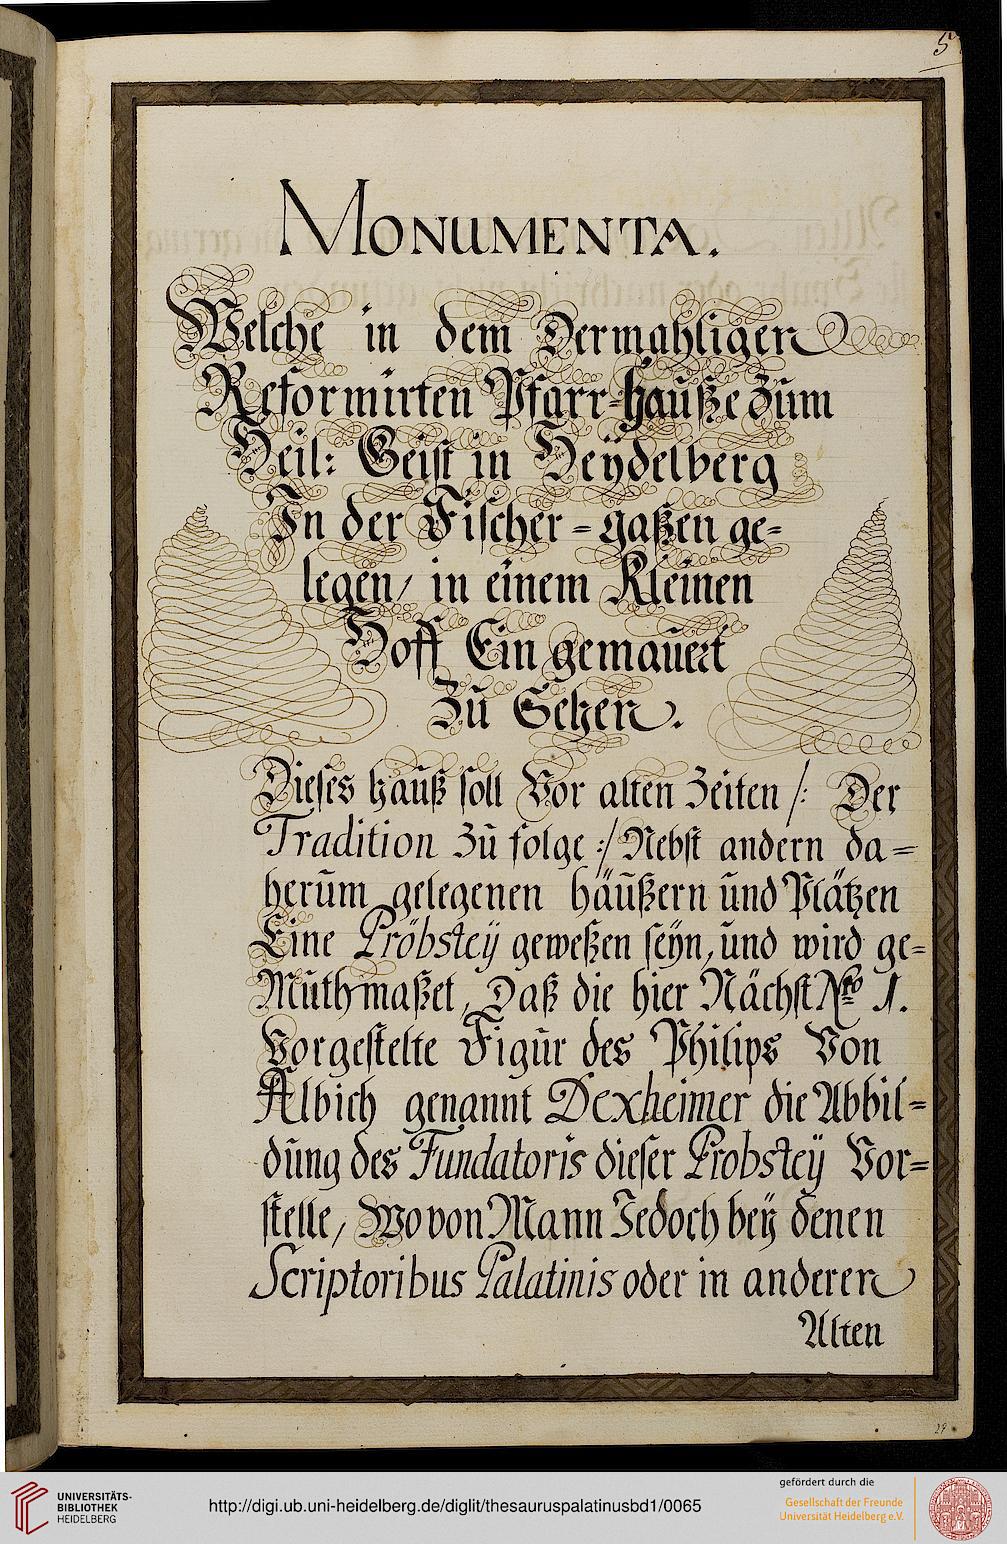 5
MONUMENTA.
Welche in dem Dermahligen
Reformirten Pfarr-hauße Zum
Heil: Geist in Heÿdelberg
In der Fischer-gaßen ge-
legen, in einem Kleinen
Hoff Ein gemauert
Zu Sehen.
Dieses hauß soll Vor alten Zeiten /: Der
Tradition Zu folge :/ Nebst andern da-
herum gelegenen häußern und Plätzen
Eine Pröbsteÿ geweßen seÿn, und wird ge-
Muthmaßet, Daß die hier Nächst Nro 1.
Vorgestelte Figur des Philips Von
Albich genannt Dexheimer die Abbil-
dung des Fundatoris dieser Probsteÿ Vor-
stelle, Wovon Mann Jedoch beÿ denen
Scriptoribus Palatinis oder in anderen
Alten
29
UNIVERSITÄTS-
BIBLIOTHEK
HEIDELBERG
http://digi.ub.uni-heidelberg.de/diglit/thesauruspalatinusbd1/0065
gefördert durch die
Gesellschaft der Freunde
Universität Heidelberg e.V.